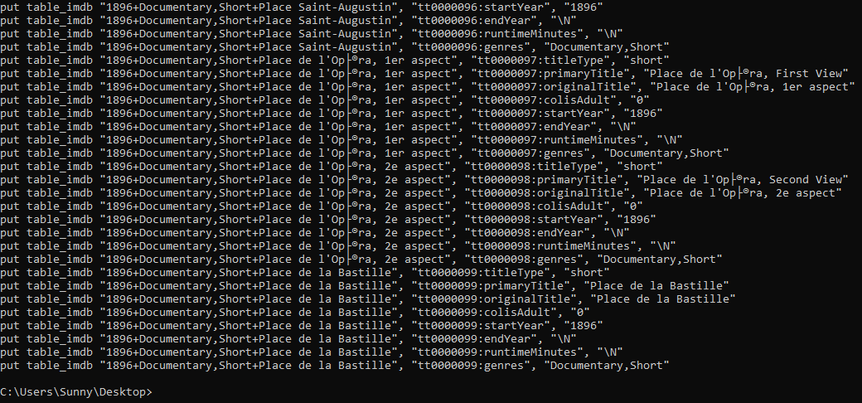 put table_imdb "1896+Documentary,Short+Place Saint-Augustin", "tt0000096:startYear", "1896"
put table_imdb "1896+Documentary,Short+Place Saint-Augustin", "tt0000096:endYear", "\N"
put table_imdb "1896+Documentary,Short+Place Saint-Augustin", "tt0000096:runtimeMinutes", "\N"
put table_imdb "1896+Documentary,Short+Place Saint-Augustin", "tt0000096:genres", "Documentary,Short"
put table_imdb "1896+Documentary,Short+Place de l'Op├®ra, 1er aspect", "tt0000097:titleType", "short"
put table_imdb "1896+Documentary,Short+Place de l'Op├®ra, 1er aspect", "tt0000097:primaryTitle", "Place de l'Op├®ra, First View"
put table_imdb "1896+Documentary,Short+Place de l'Op├®ra, 1er aspect", "tt0000097:originalTitle", "Place de l'Op├®ra, 1er aspect"
put table_imdb "1896+Documentary,Short+Place de l'Op├®ra, 1er aspect", "tt0000097:colisAdult", "0"
put table_imdb "1896+Documentary,Short+Place de l'Op├®ra, 1er aspect", "tt0000097:startYear", "1896"
put table_imdb "1896+Documentary,Short+Place de l'Op├®ra, 1er aspect", "tt0000097:endYear", "\N"
put table_imdb "1896+Documentary,Short+Place de l'Op├®ra, 1er aspect", "tt0000097:runtimeMinutes", "\N"
put table_imdb "1896+Documentary,Short+Place de l'Op├®ra, 1er aspect", "tt0000097:genres", "Documentary,Short"
put table_imdb "1896+Documentary,Short+Place de l'Op├®ra, 2e aspect", "tt0000098:titleType", "short"
put table_imdb "1896+Documentary,Short+Place de l'Op├®ra, 2e aspect", "tt0000098:primaryTitle", "Place de l'Op├®ra, Second View"
put table_imdb "1896+Documentary,Short+Place de l'Op├®ra, 2e aspect", "tt0000098:originalTitle", "Place de l'Op├®ra, 2e aspect"
put table_imdb "1896+Documentary,Short+Place de l'Op├®ra, 2e aspect", "tt0000098:colisAdult", "0"
put table_imdb "1896+Documentary,Short+Place de l'Op├®ra, 2e aspect", "tt0000098:startYear", "1896"
put table_imdb "1896+Documentary,Short+Place de l'Op├®ra, 2e aspect", "tt0000098:endYear", "\N"
put table_imdb "1896+Documentary,Short+Place de l'Op├®ra, 2e aspect", "tt0000098:runtimeMinutes", "\N"
put table_imdb "1896+Documentary,Short+Place de l'Op├®ra, 2e aspect", "tt0000098:genres", "Documentary,Short"
put table_imdb "1896+Documentary,Short+Place de la Bastille", "tt0000099:titleType", "short"
put table_imdb "1896+Documentary,Short+Place de la Bastille", "tt0000099:primaryTitle", "Place de la Bastille"
put table_imdb "1896+Documentary,Short+Place de la Bastille", "tt0000099:originalTitle", "Place de la Bastille"
put table_imdb "1896+Documentary,Short+Place de la Bastille", "tt0000099:colisAdult", "0"
put table_imdb "1896+Documentary,Short+Place de la Bastille", "tt0000099:startYear", "1896"
put table_imdb "1896+Documentary,Short+Place de la Bastille", "tt0000099:endYear", "\N"
put table_imdb "1896+Documentary,Short+Place de la Bastille", "tt0000099:runtimeMinutes", "\N"
put table_imdb "1896+Documentary,Short+Place de la Bastille", "tt0000099:genres", "Documentary,Short"
C:\Users\Sunny\Desktop>